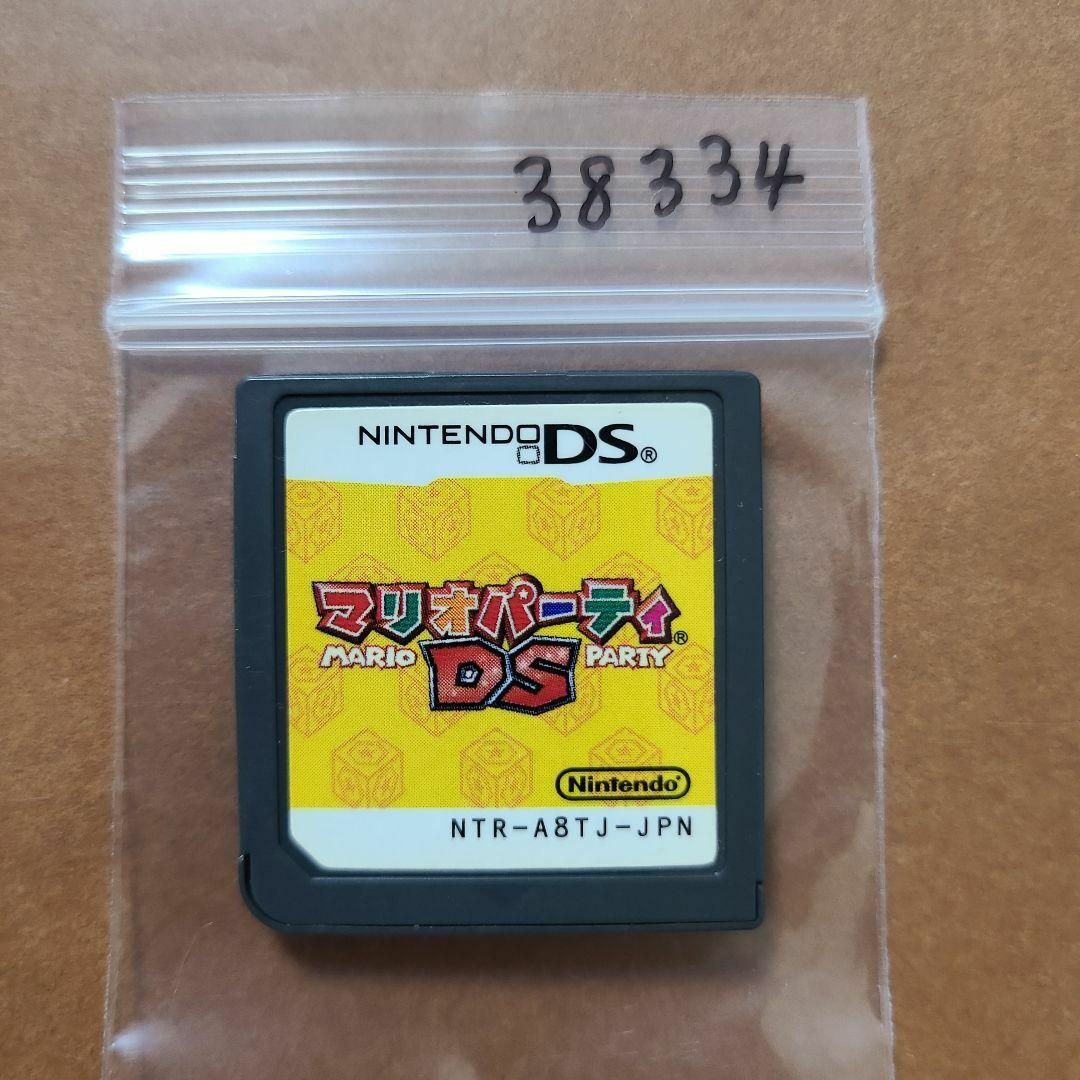 38334
NINTENDO DS®
マリオパーティ®
MARIO DS PARTY
Nintendo®
NTR-A8TJ-JPN